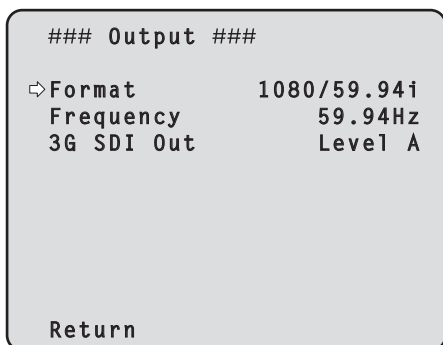 ### Output ###
⇨Format 1080/59.94i
Frequency 59.94Hz
3G SDI Out Level A
Return